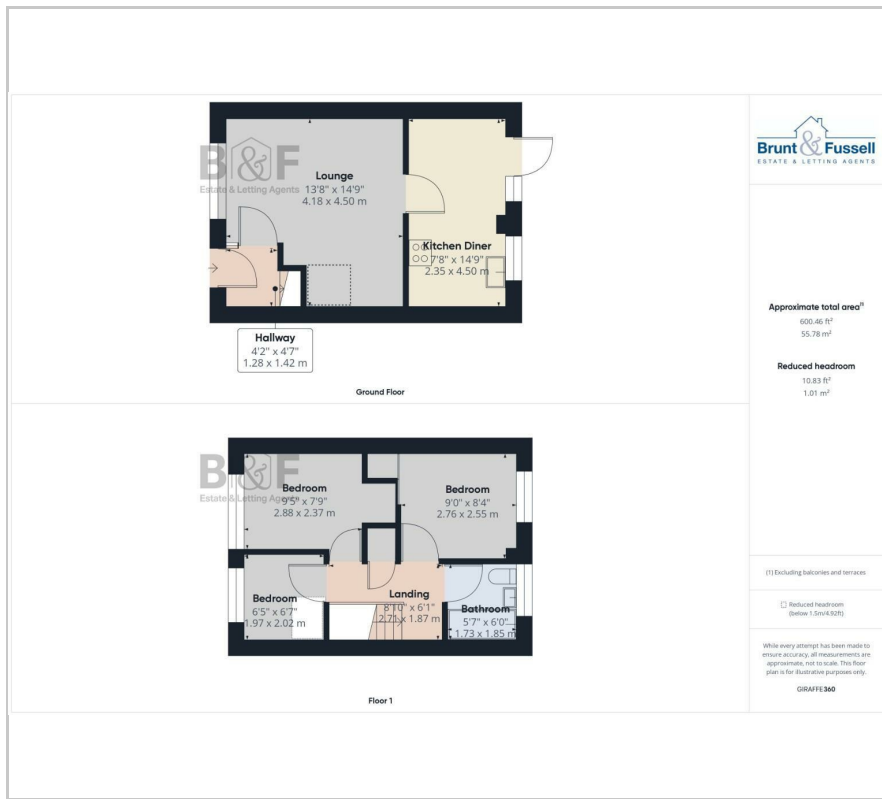 B&F
Estate & Letting Agents
Lounge
13'8" x 14'9"
4.18 x 4.50 m
Kitchen Diner
7'8" x 14'9"
2.35 x 4.50 m
Hallway
4'2" x 4'7"
1.28 x 1.42 m
Ground Floor
B&F
Estate & Letting Agents
Bedroom
9'5" x 7'9"
2.88 x 2.37 m
Bedroom
9'0" x 8'4"
2.76 x 2.55 m
Bedroom
6'5" x 6'7"
1.97 x 2.02 m
Landing
8'10" x 6'1"
2.71 x 1.87 m
Bathroom
5'7" x 6'0"
1.73 x 1.85 m
Floor 1
Brunt & Fussell
ESTATE & LETTING AGENTS
Approximate total area
600.46 ft²
55.78 m²
Reduced headroom
10.83 ft²
1.01 m²
(1) Excluding balconies and terraces
Reduced headroom
(below 1.5m/4.92ft)
While every attempt has been made to
ensure accuracy, all measurements are
approximate, not to scale. This floor
plan is for illustrative purposes only.
GIRAFFE360